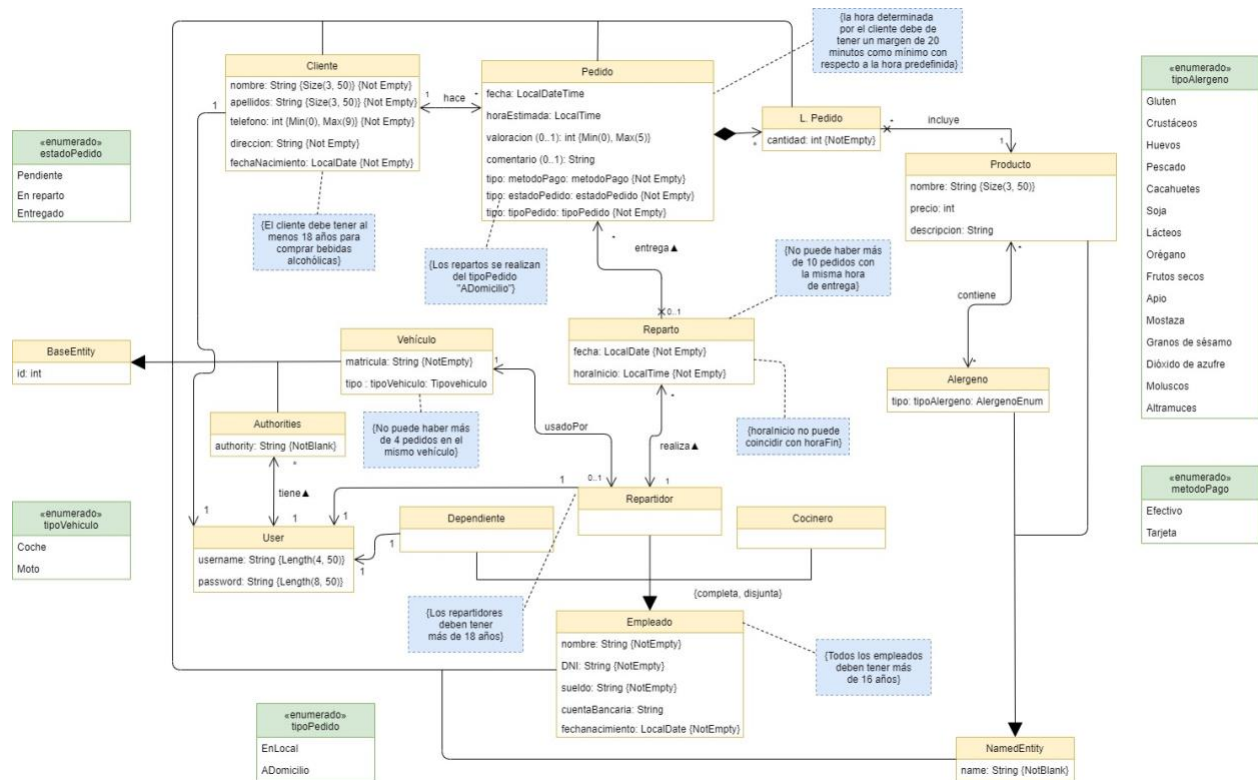 {la hora determinada
por el cliente debe de
tener un margen de 20
minutos como mínimo con
respecto a la hora predefinida}
Cliente
nombre: String {Size(3, 50)} {Not Empty}
apellidos: String {Size(3, 50)} {Not Empty}
telefono: int {Min(0), Max(9)} {Not Empty}
direccion: String {Not Empty}
fechaNacimiento: LocalDate {Not Empty}
1
1
hace
*
Pedido
fecha: LocalDateTime
horaEstimada: LocalTime
valoracion (0..1): int {Min(0), Max(5)}
comentario (0..1): String
tipo: metodoPago: metodoPago {Not Empty}
tipo: estadoPedido: estadoPedido {Not Empty}
tipo: tipoPedido: tipoPedido {Not Empty}
*
L. Pedido
cantidad: int {NotEmpty}
*
incluye
1
Producto
nombre: String {Size(3, 50)}
precio: int
descripcion: String
*
«enumerado»
tipoAlergeno
Gluten
Crustáceos
Huevos
Pescado
Cacahuetes
Soja
Lácteos
Orégano
Frutos secos
Apio
Mostaza
Granos de sésamo
Dióxido de azufre
Moluscos
Altramuces
«enumerado»
estadoPedido
Pendiente
En reparto
Entregado
{El cliente debe tener al
menos 18 años para
comprar bebidas
alcohólicas}
{Los repartos se realizan
del tipoPedido
"ADomicilio"}
*
entrega▲
0..1
{No puede haber más
de 10 pedidos con
la misma hora
de entrega}
contiene
*
BaseEntity
id: int
Vehículo
matricula: String {NotEmpty}
tipo : tipoVehiculo: Tipovehiculo
1
Reparto
fecha: LocalDate {Not Empty}
horaInicio: LocalTime {Not Empty}
*
Alergeno
tipo: tipoAlergeno: AlergenoEnum
Authorities
authority: String {NotBlank}
*
{No puede haber más
de 4 pedidos en el
mismo vehículo}
usadoPor
0..1
realiza▲
1
{horaInicio no puede
coincidir con horaFin}
tiene▲
1
1
1
1
Repartidor
«enumerado»
metodoPago
Efectivo
Tarjeta
«enumerado»
tipoVehiculo
Coche
Moto
User
username: String {Length(4, 50)}
password: String {Length(8, 50)}
1
1
Dependiente
Cocinero
{completa, disjunta}
{Los repartidores
deben tener
más de 18 años}
Empleado
nombre: String {NotEmpty}
DNI: String {NotEmpty}
sueldo: String {NotEmpty}
cuentaBancaria: String
fechanacimiento: LocalDate {NotEmpty}
{Todos los empleados
deben tener más
de 16 años}
«enumerado»
tipoPedido
EnLocal
ADomicilio
NamedEntity
name: String {NotBlank}